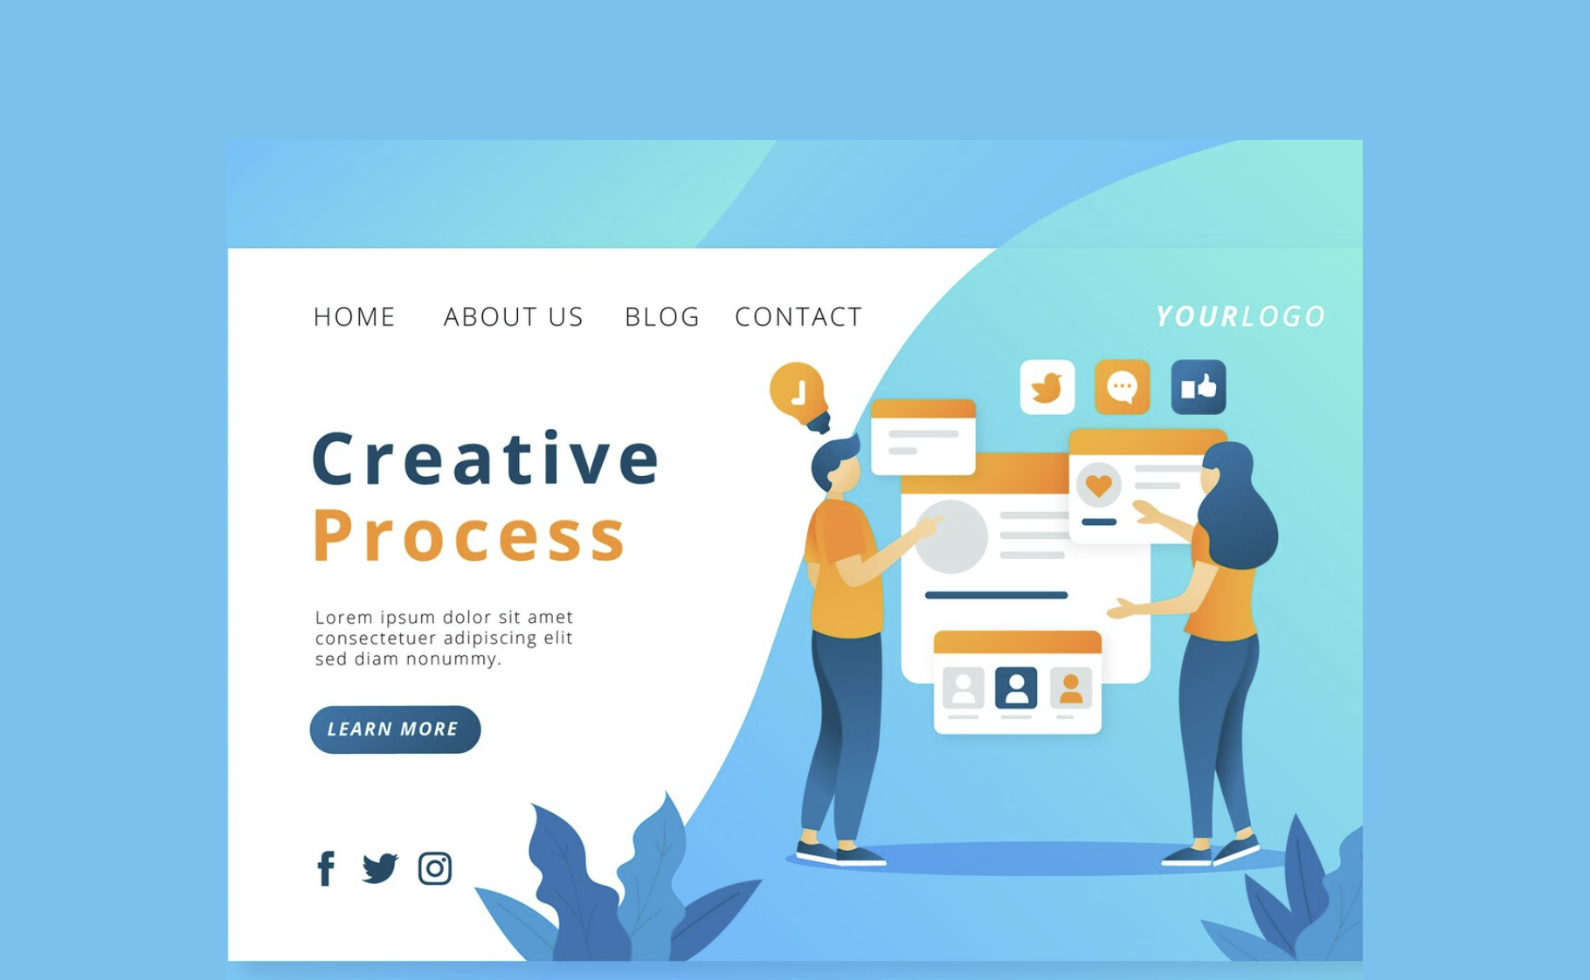 HOME ABOUT US BLOG CONTACT YOURLOGO
Creative
Process
Lorem ipsum dolor sit amet
consectetuer adipiscing elit
sed diam nonummy.
LEARN MORE